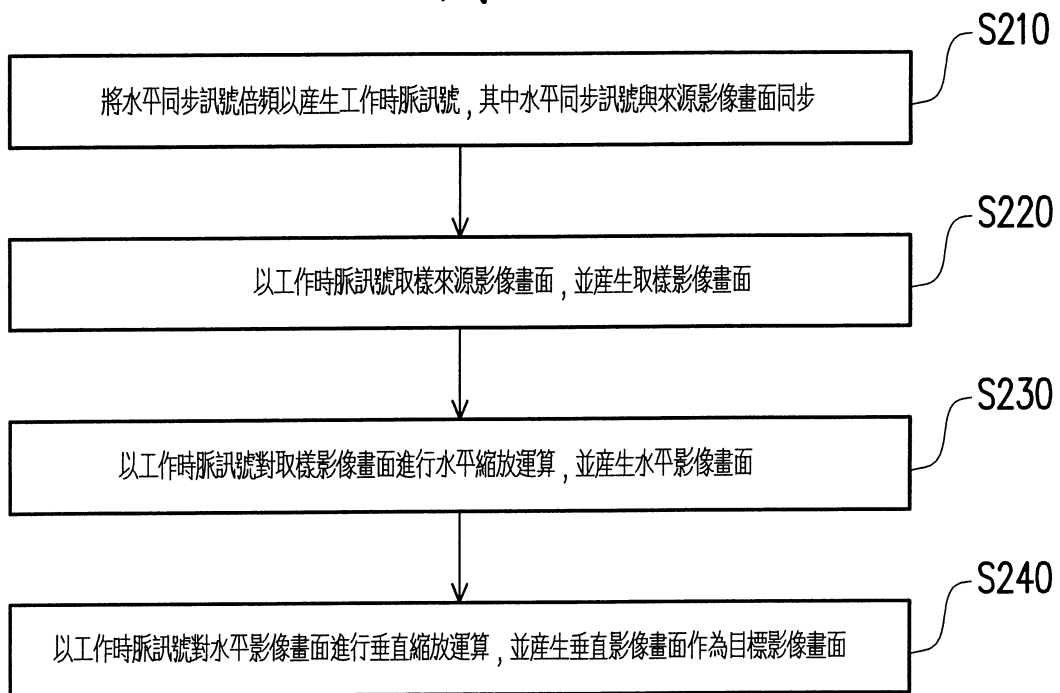 S210
將水平同步訊號倍頻以産生工作時脈訊號,其中水平同步訊號與來源影像畫面同步
S220
以工作時脈訊號取樣來源影像畫面,並産生取樣影像畫面
S230
以工作時脈訊號對取樣影像畫面進行水平縮放運算,並産生水平影像畫面
S240
以工作時脈訊號對水平影像畫面進行垂直縮放運算,並産生垂直影像畫面作為目標影像畫面